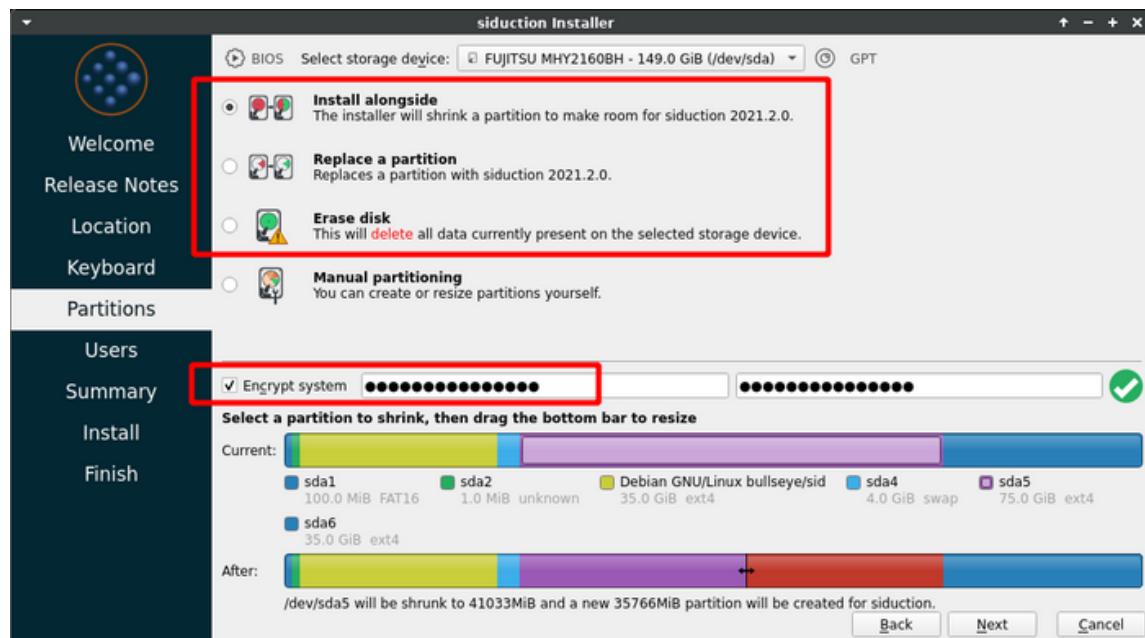 siduction Installer
BIOS Select storage device: FUJITSU MHY2160BH - 149.0 GiB (/dev/sda) GPT
Welcome
Release Notes
Location
Keyboard
Partitions
Users
Summary
Install
Finish
Install alongside
The installer will shrink a partition to make room for siduction 2021.2.0.
Replace a partition
Replaces a partition with siduction 2021.2.0.
Erase disk
This will delete all data currently present on the selected storage device.
Manual partitioning
You can create or resize partitions yourself.
Encrypt system ●●●●●●●●●●●●●●● ●●●●●●●●●●●●●●●
Select a partition to shrink, then drag the bottom bar to resize
Current:
sda1 sda2 Debian GNU/Linux bullseye/sid sda4 sda5
100.0 MiB FAT16 1.0 MiB unknown 35.0 GiB ext4 4.0 GiB swap 75.0 GiB ext4
sda6
35.0 GiB ext4
After:
/dev/sda5 will be shrunk to 41033MiB and a new 35766MiB partition will be created for siduction.
Back Next Cancel